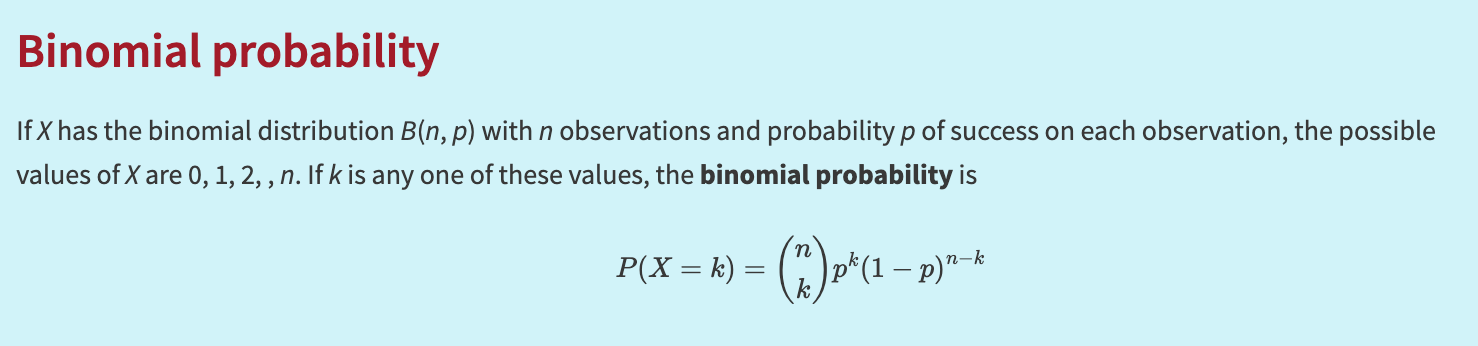 Binomial probability
If X has the binomial distribution B(n, p) with n observations and probability p of success on each observation, the possible
values of X are 0, 1, 2, , n. If k is any one of these values, the binomial probability is
P(X = k) = \binom{n}{k} p^k (1 − p)^{n−k}